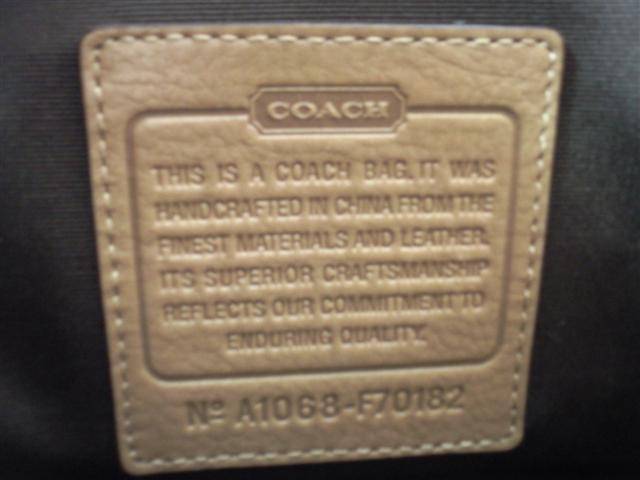 COACH
THIS IS A COACH BAG. IT WAS
HANDCRAFTED IN CHINA FROM THE
FINEST MATERIALS AND LEATHER.
ITS SUPERIOR CRAFTSMANSHIP
REFLECTS OUR COMMITMENT TO
ENDURING QUALITY.
Nº A1068-F70182